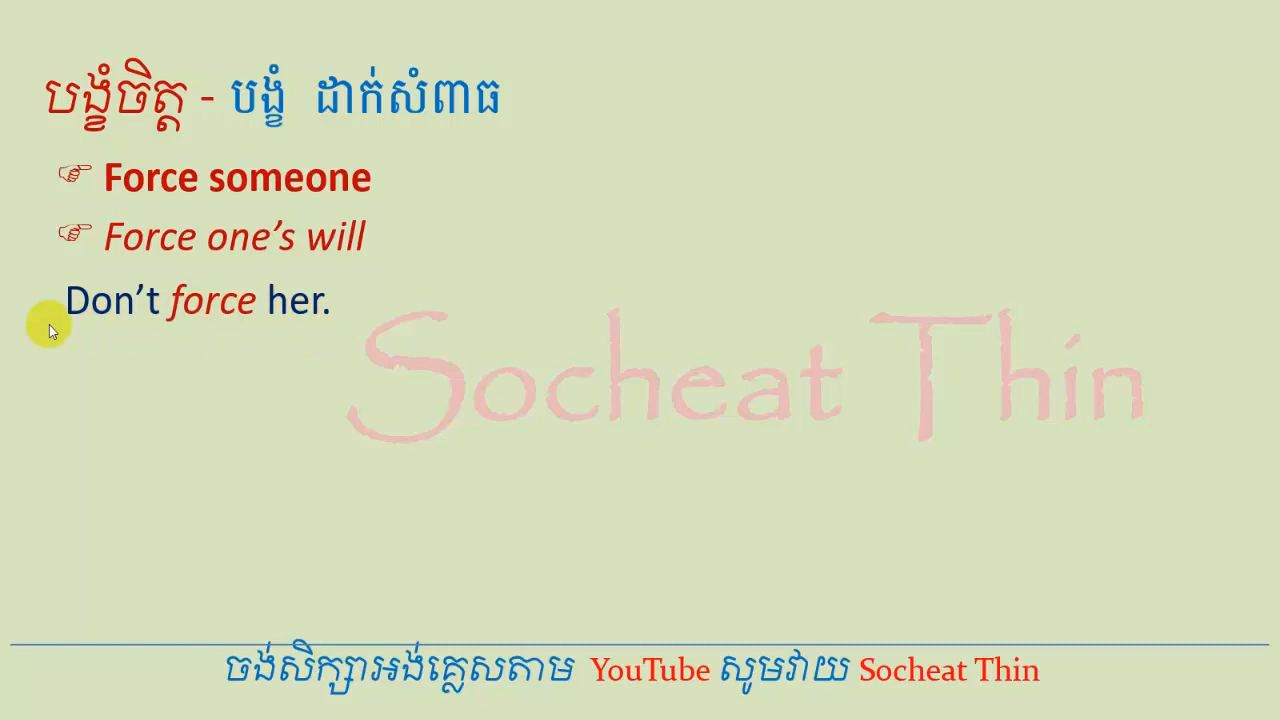 បង្ខំចិត្ត - បង្ខំ ដាក់សំពាធ
☞ Force someone
☞ Force one’s will
Don’t force her.
Socheat Thin
ចង់សិក្សាអង់គ្លេសតាម YouTube សូមវាយ Socheat Thin